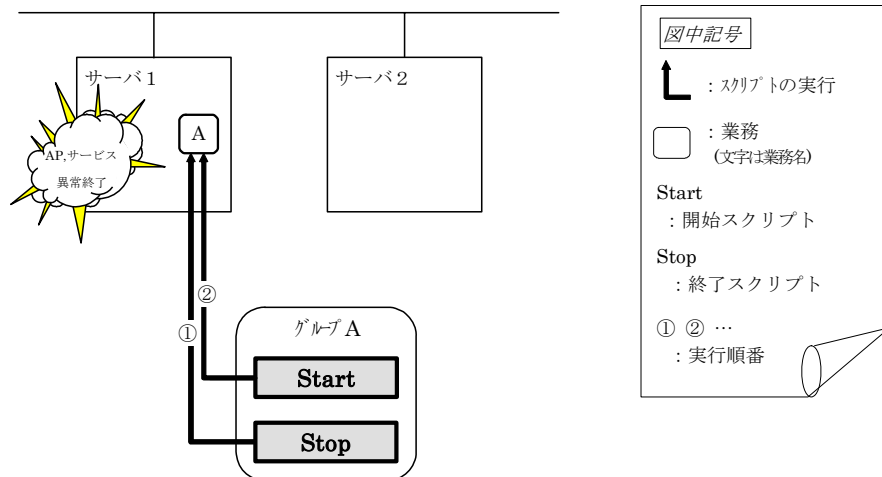 サーバ1
サーバ2
AP,サービス
異常終了
A
②
①
グループA
Start
Stop
図中記号
：スクリプトの実行
：業務
(文字は業務名)
Start
：開始スクリプト
Stop
：終了スクリプト
① ② …
：実行順番